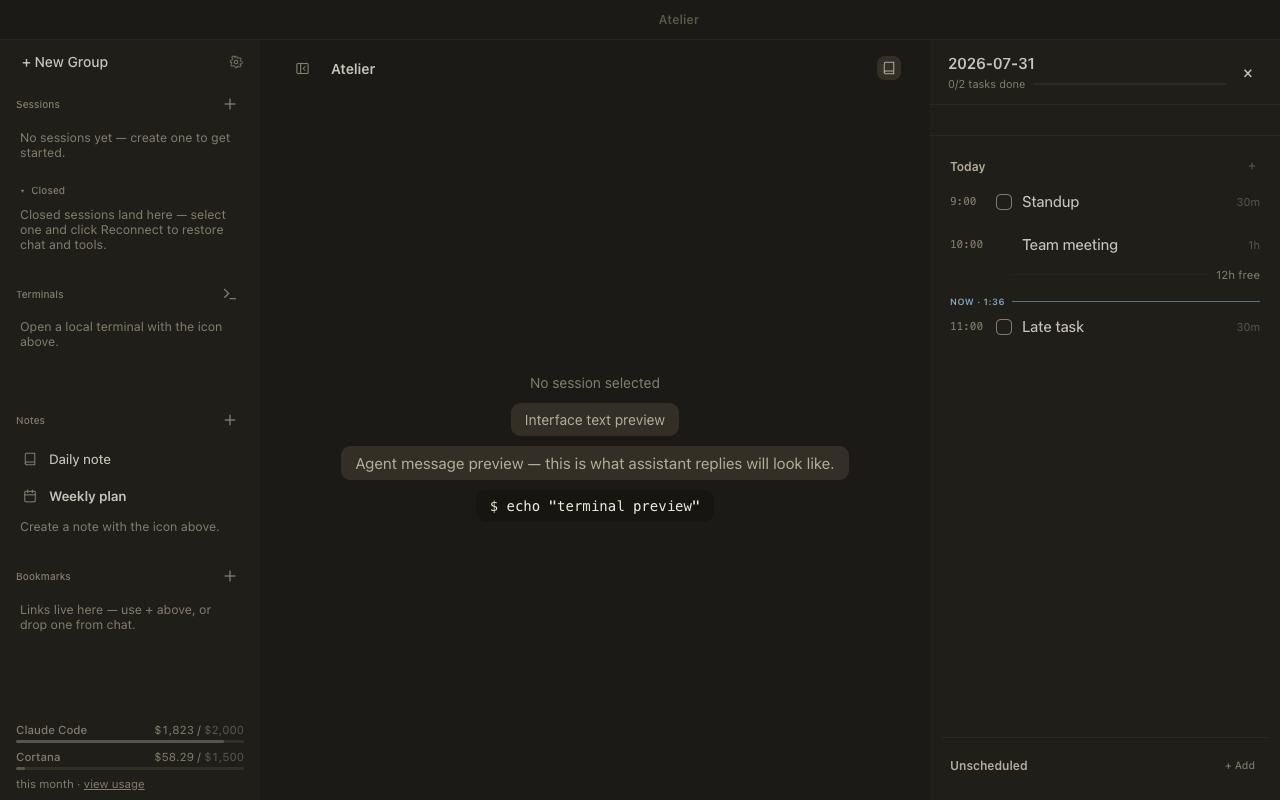 Atelier
+ New Group
Sessions
No sessions yet — create one to get
started.
Closed
Closed sessions land here — select
one and click Reconnect to restore
chat and tools.
Terminals
Open a local terminal with the icon
above.
Notes
Daily note
Weekly plan
Create a note with the icon above.
Bookmarks
Links live here — use + above, or
drop one from chat.
Claude Code $1,823 / $2,000
Cortana $58.29 / $1,500
this month · view usage
Atelier
No session selected
Interface text preview
Agent message preview — this is what assistant replies will look like.
$ echo "terminal preview"
2026-07-31
0/2 tasks done
Today
9:00 Standup 30m
10:00 Team meeting 1h
12h free
NOW · 1:36
11:00 Late task 30m
Unscheduled + Add